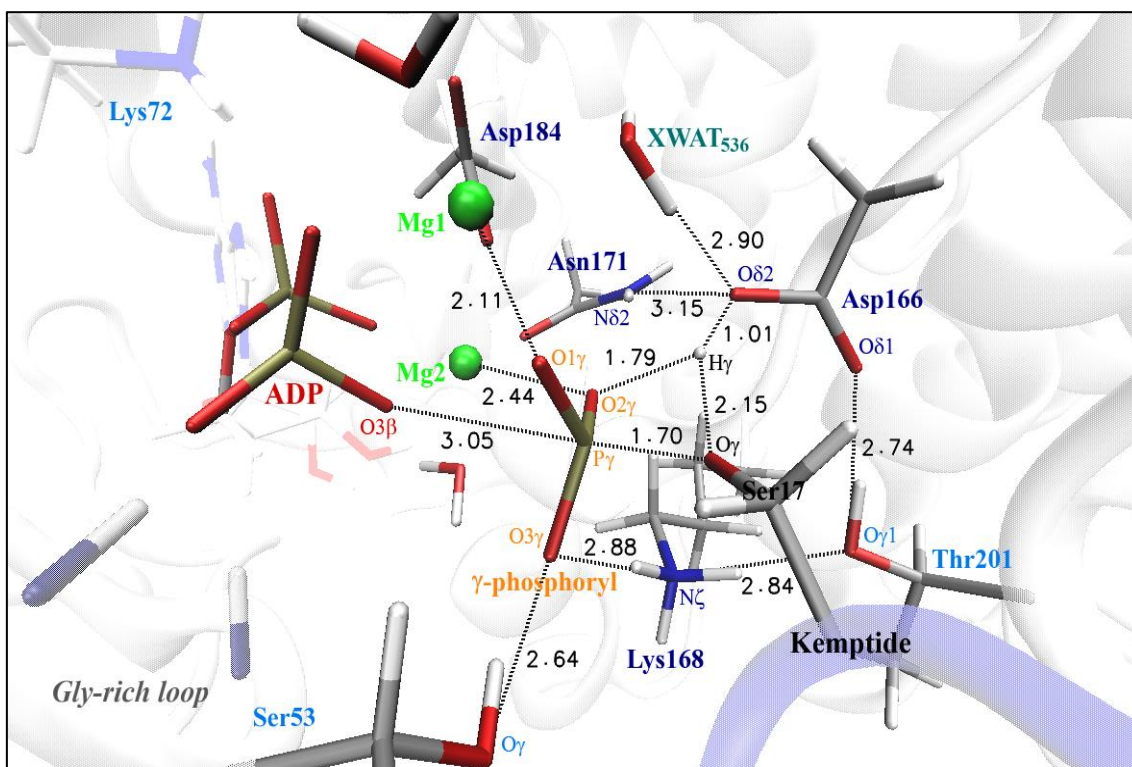 Lys72
Asp184
XWAT536
Mg1
Asn171
2.90
Oδ2
Asp166
Nδ2
3.15
2.11
1.01
Oδ1
O1γ
1.79
Hγ
Mg2
ADP
2.44
O2γ
2.15
O3β
3.05
1.70
Oγ
2.74
Pγ
Ser17
O3γ
2.88
Oγ1
Thr201
γ-phosphoryl
Nζ
2.84
Kemptide
Lys168
2.64
Gly-rich loop
Ser53
Oγ